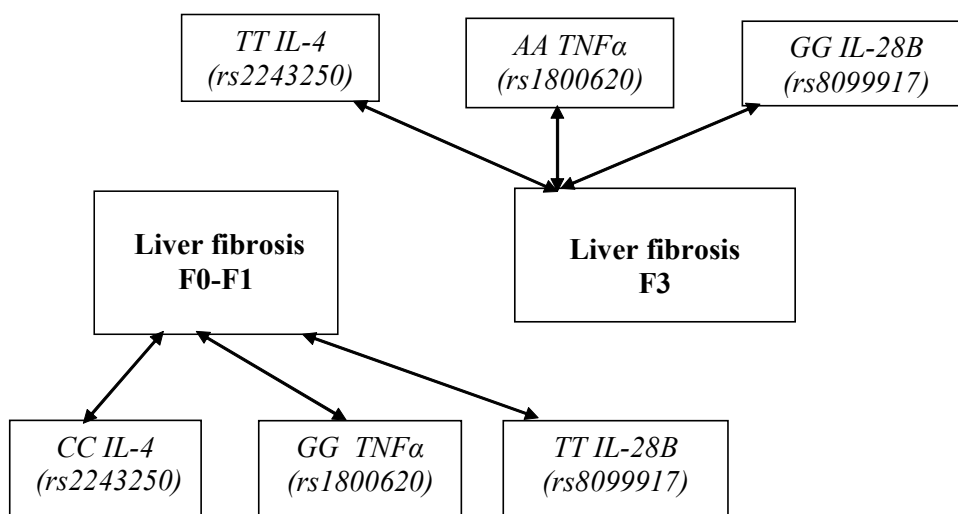 TT IL-4
(rs2243250)
AA TNFα
(rs1800620)
GG IL-28B
(rs8099917)
Liver fibrosis
F0-F1
Liver fibrosis
F3
CC IL-4
(rs2243250)
GG TNFα
(rs1800620)
TT IL-28B
(rs8099917)